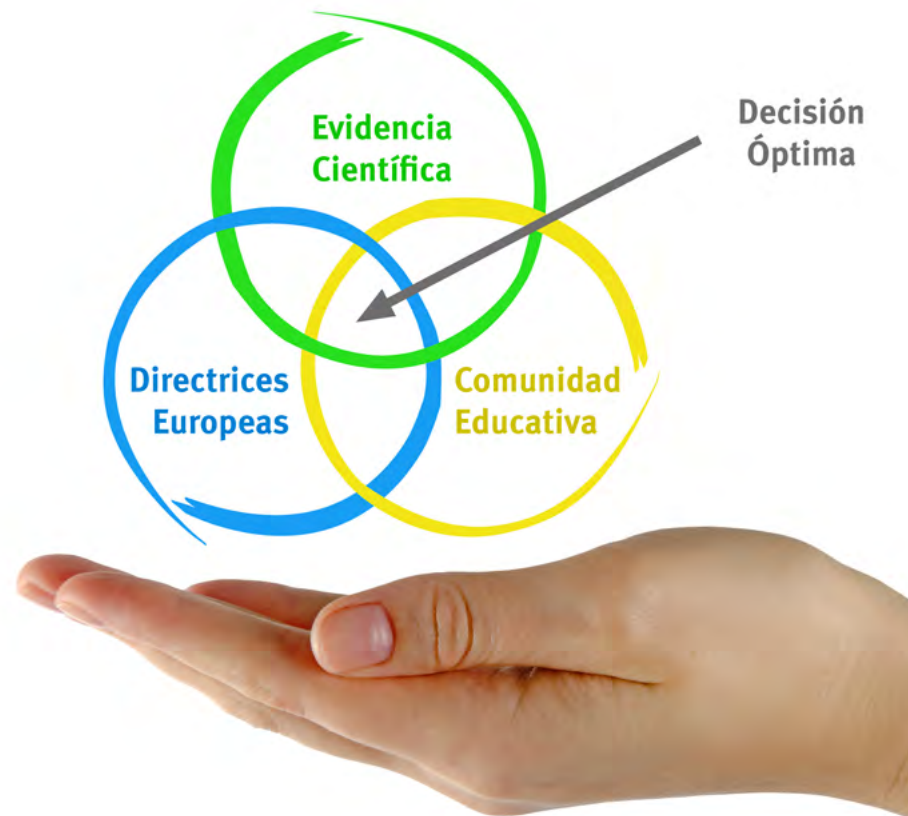 Evidencia
Científica
Decisión
Óptima
Directrices
Europeas
Comunidad
Educativa